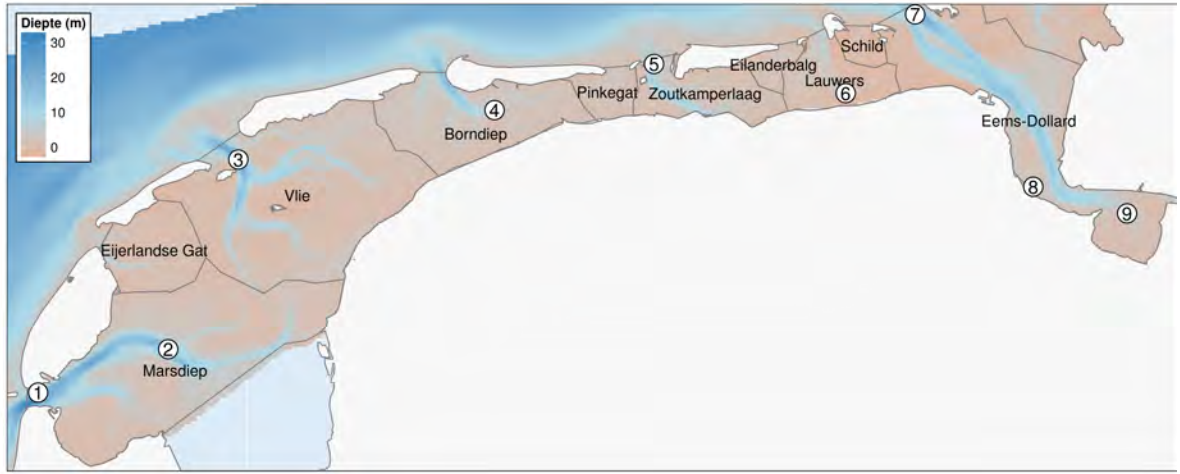 Diepte (m)
30
20
10
0
7
Schild
5
Eilanderbalg
Lauwers
Pinkegat
Zoutkamperlaag
6
4
Borndiep
Eems-Dollard
3
Vlie
8
9
Eijerlandse Gat
2
Marsdiep
1